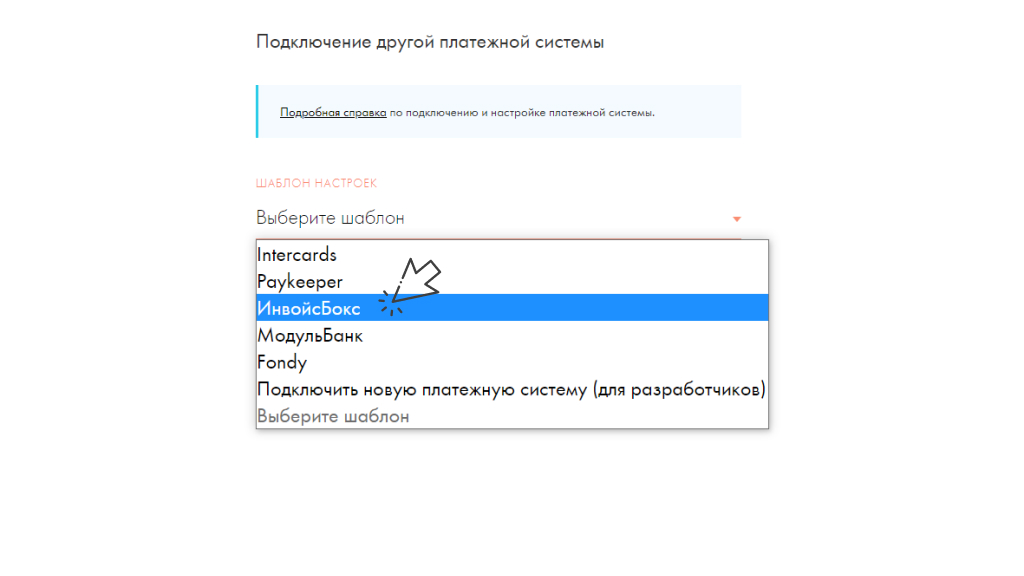 Подключение другой платежной системы
Подробная справка по подключению и настройке платежной системы.
ШАБЛОН НАСТРОЕК
Выберите шаблон
Intercards
Paykeeper
ИнвойсБокс
МодульБанк
Fondy
Подключить новую платежную систему (для разработчиков)
Выберите шаблон